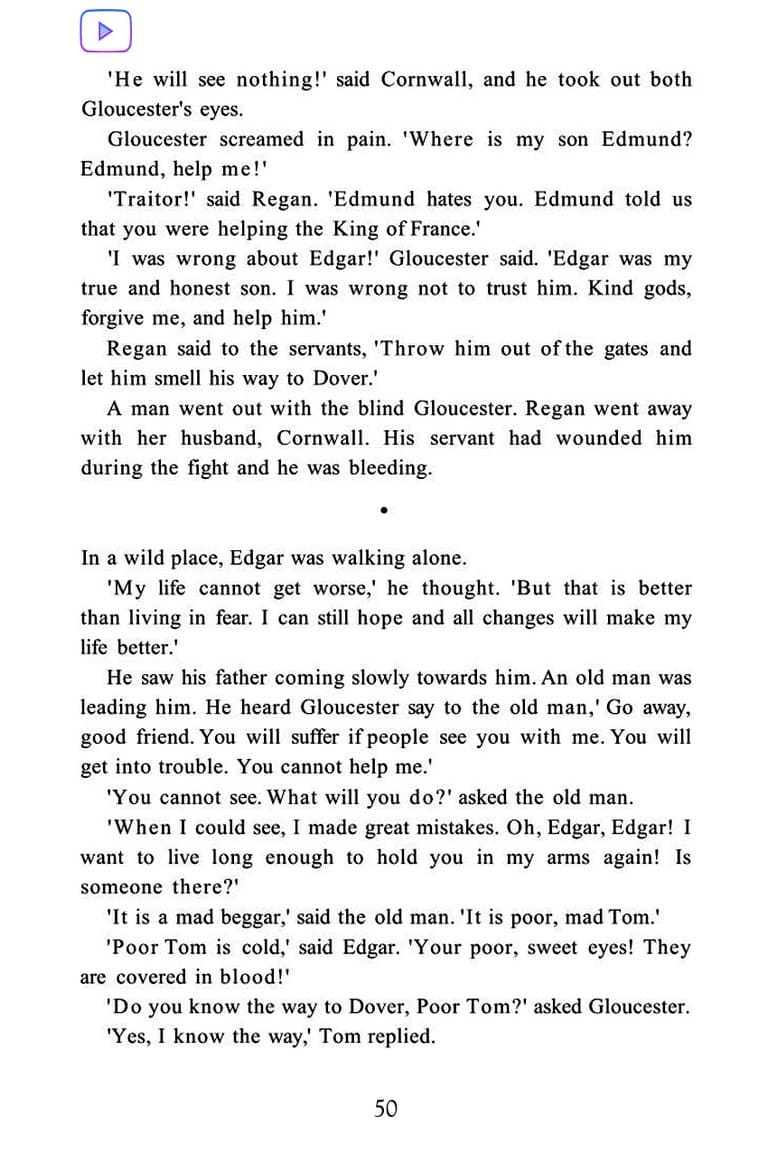 'He will see nothing!' said Cornwall, and he took out both
Gloucester's eyes.
Gloucester screamed in pain. 'Where is my son Edmund?
Edmund, help me!'
'Traitor!' said Regan. 'Edmund hates you. Edmund told us
that you were helping the King of France.'
'I was wrong about Edgar!' Gloucester said. 'Edgar was my
true and honest son. I was wrong not to trust him. Kind gods,
forgive me, and help him.'
Regan said to the servants, 'Throw him out of the gates and
let him smell his way to Dover.'
A man went out with the blind Gloucester. Regan went away
with her husband, Cornwall. His servant had wounded him
during the fight and he was bleeding.
•
In a wild place, Edgar was walking alone.
'My life cannot get worse,' he thought. 'But that is better
than living in fear. I can still hope and all changes will make my
life better.'
He saw his father coming slowly towards him. An old man was
leading him. He heard Gloucester say to the old man,' Go away,
good friend. You will suffer if people see you with me. You will
get into trouble. You cannot help me.'
'You cannot see. What will you do?' asked the old man.
'When I could see, I made great mistakes. Oh, Edgar, Edgar! I
want to live long enough to hold you in my arms again! Is
someone there?'
'It is a mad beggar,' said the old man. 'It is poor, mad Tom.'
'Poor Tom is cold,' said Edgar. 'Your poor, sweet eyes! They
are covered in blood!'
'Do you know the way to Dover, Poor Tom?' asked Gloucester.
'Yes, I know the way,' Tom replied.
50